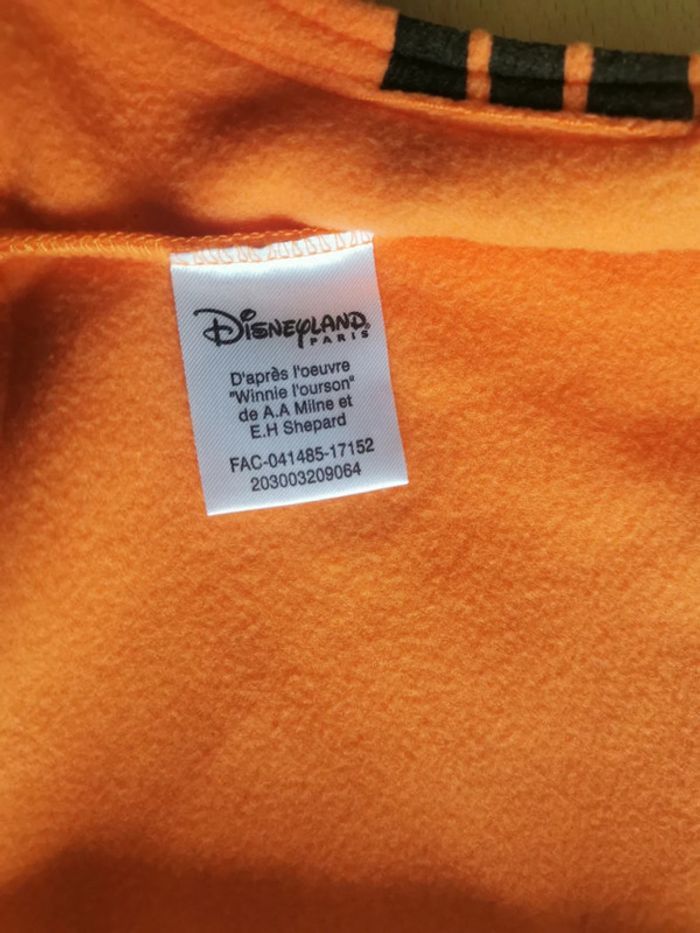 DISNEYLAND®
PARIS
D'après l'oeuvre
"Winnie l'ourson"
de A.A Milne et
E.H Shepard
FAC-041485-17152
203003209064